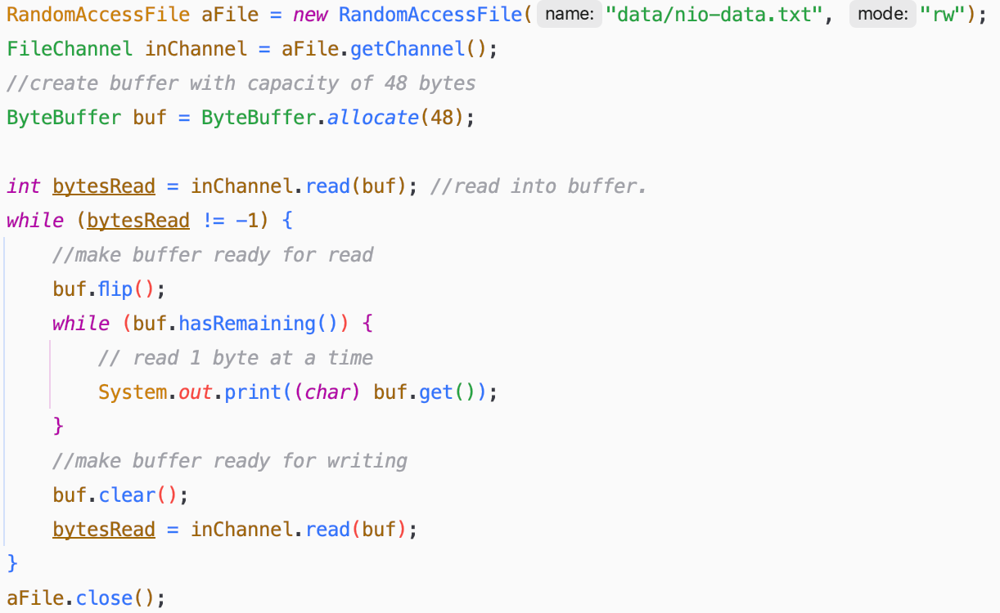 RandomAccessFile aFile = new RandomAccessFile( name: "data/nio-data.txt", mode: "rw");
FileChannel inChannel = aFile.getChannel();
//create buffer with capacity of 48 bytes
ByteBuffer buf = ByteBuffer.allocate(48);

int bytesRead = inChannel.read(buf); //read into buffer.
while (bytesRead != -1) {
    //make buffer ready for read
    buf.flip();
    while (buf.hasRemaining()) {
        // read 1 byte at a time
        System.out.print((char) buf.get());
    }
    //make buffer ready for writing
    buf.clear();
    bytesRead = inChannel.read(buf);
}
aFile.close();